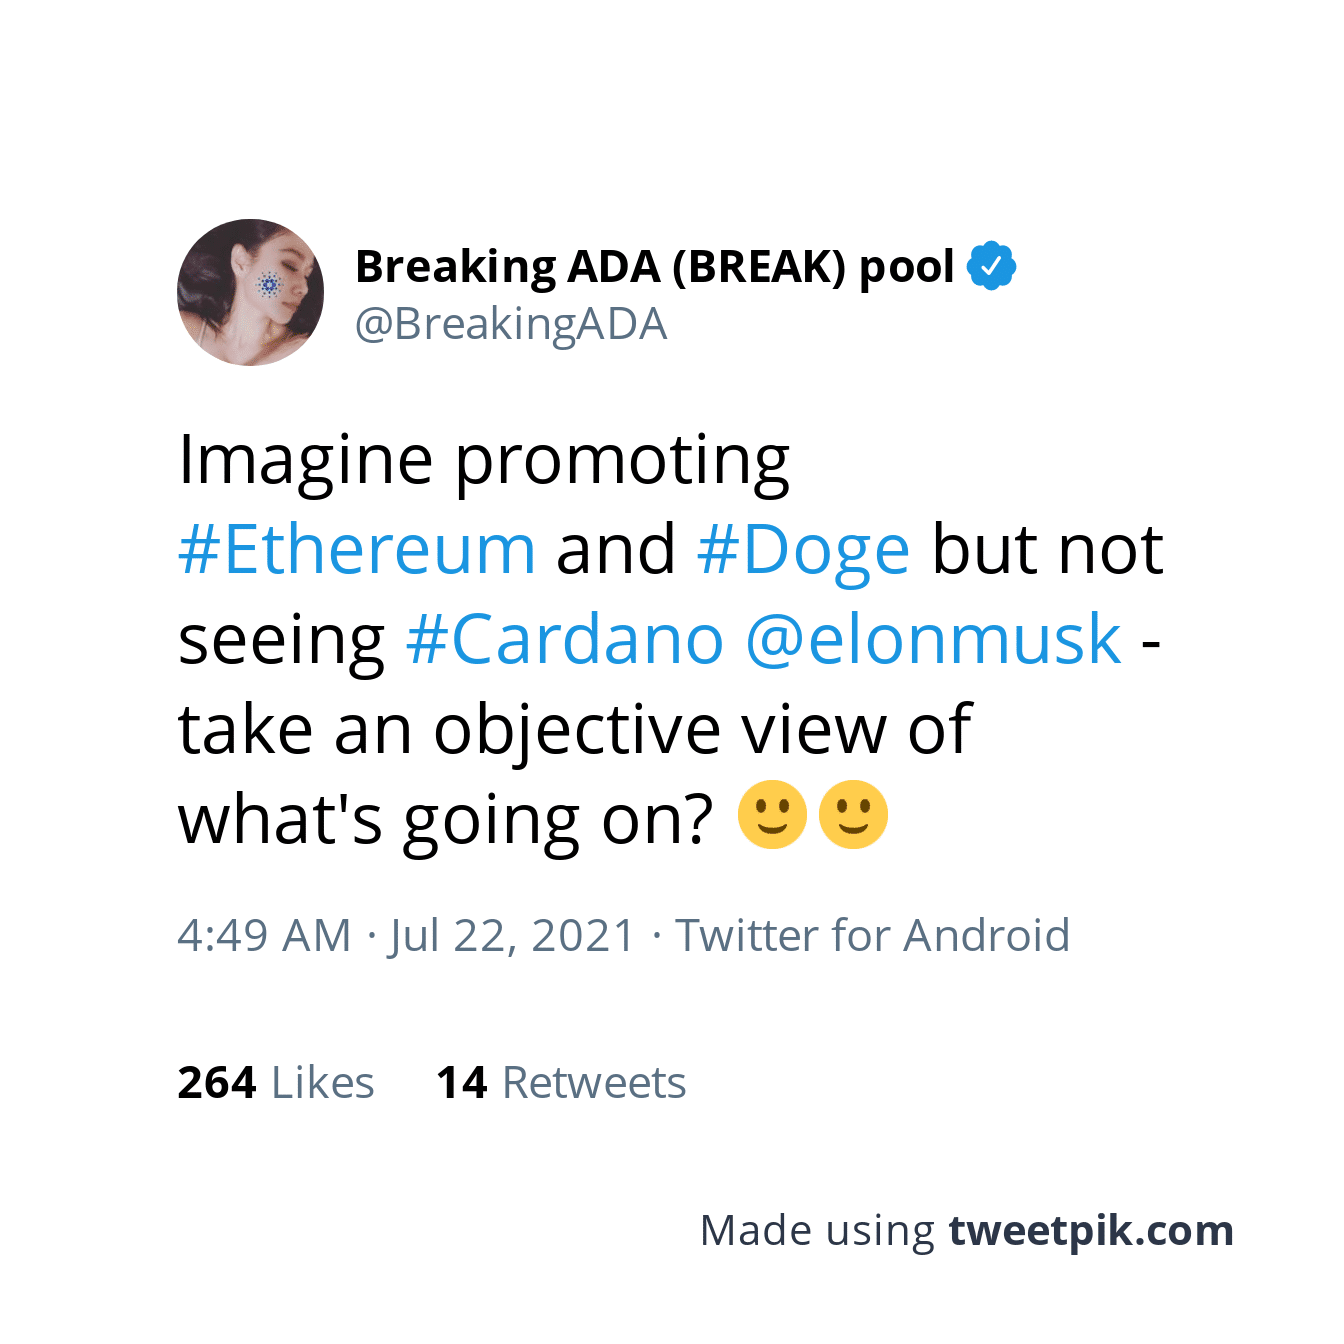 Breaking ADA (BREAK) pool
@BreakingADA
Imagine promoting
#Ethereum and #Doge but not
seeing #Cardano @elonmusk -
take an objective view of
what's going on? 🙂🙂
4:49 AM · Jul 22, 2021 · Twitter for Android
264 Likes 14 Retweets
Made using tweetpik.com